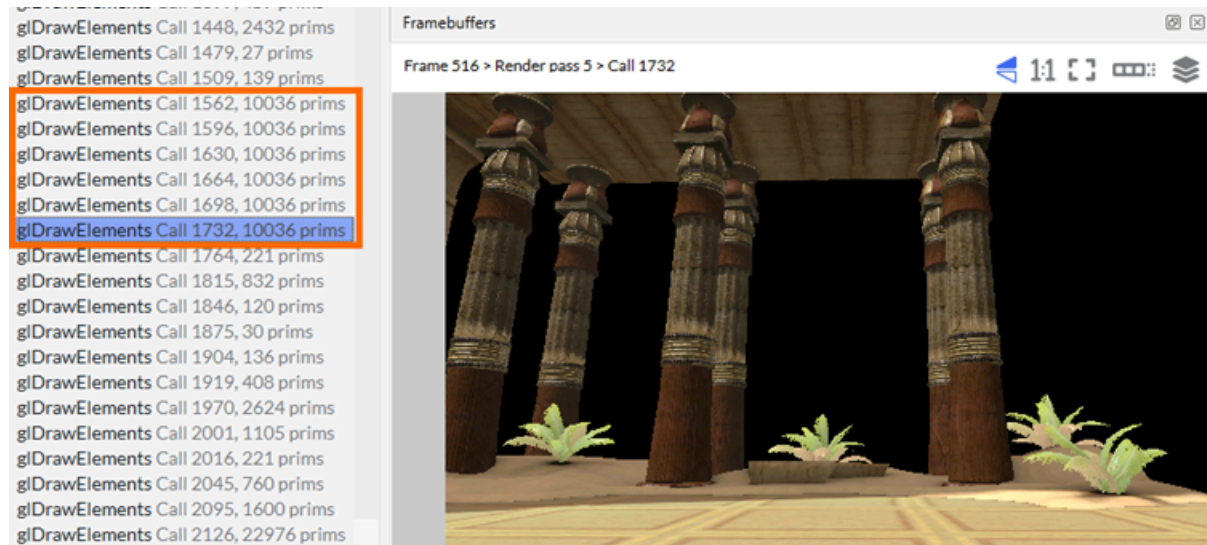 glDrawElements Call 1448, 2432 prims
glDrawElements Call 1479, 27 prims
glDrawElements Call 1509, 139 prims
glDrawElements Call 1562, 10036 prims
glDrawElements Call 1596, 10036 prims
glDrawElements Call 1630, 10036 prims
glDrawElements Call 1664, 10036 prims
glDrawElements Call 1698, 10036 prims
glDrawElements Call 1732, 10036 prims
glDrawElements Call 1764, 221 prims
glDrawElements Call 1815, 832 prims
glDrawElements Call 1846, 120 prims
glDrawElements Call 1875, 30 prims
glDrawElements Call 1904, 136 prims
glDrawElements Call 1919, 408 prims
glDrawElements Call 1970, 2624 prims
glDrawElements Call 2001, 1105 prims
glDrawElements Call 2016, 221 prims
glDrawElements Call 2045, 760 prims
glDrawElements Call 2095, 1600 prims
glDrawElements Call 2126, 22976 prims
Framebuffers
Frame 516 > Render pass 5 > Call 1732
1:1